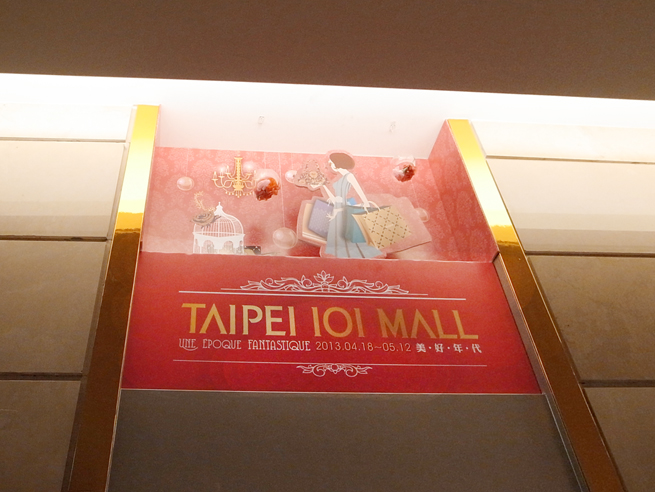 TAIPEI 101 MALL
UNE EPOQUE FANTASTIQUE 2013.04.18~05.12 美・好・年・代